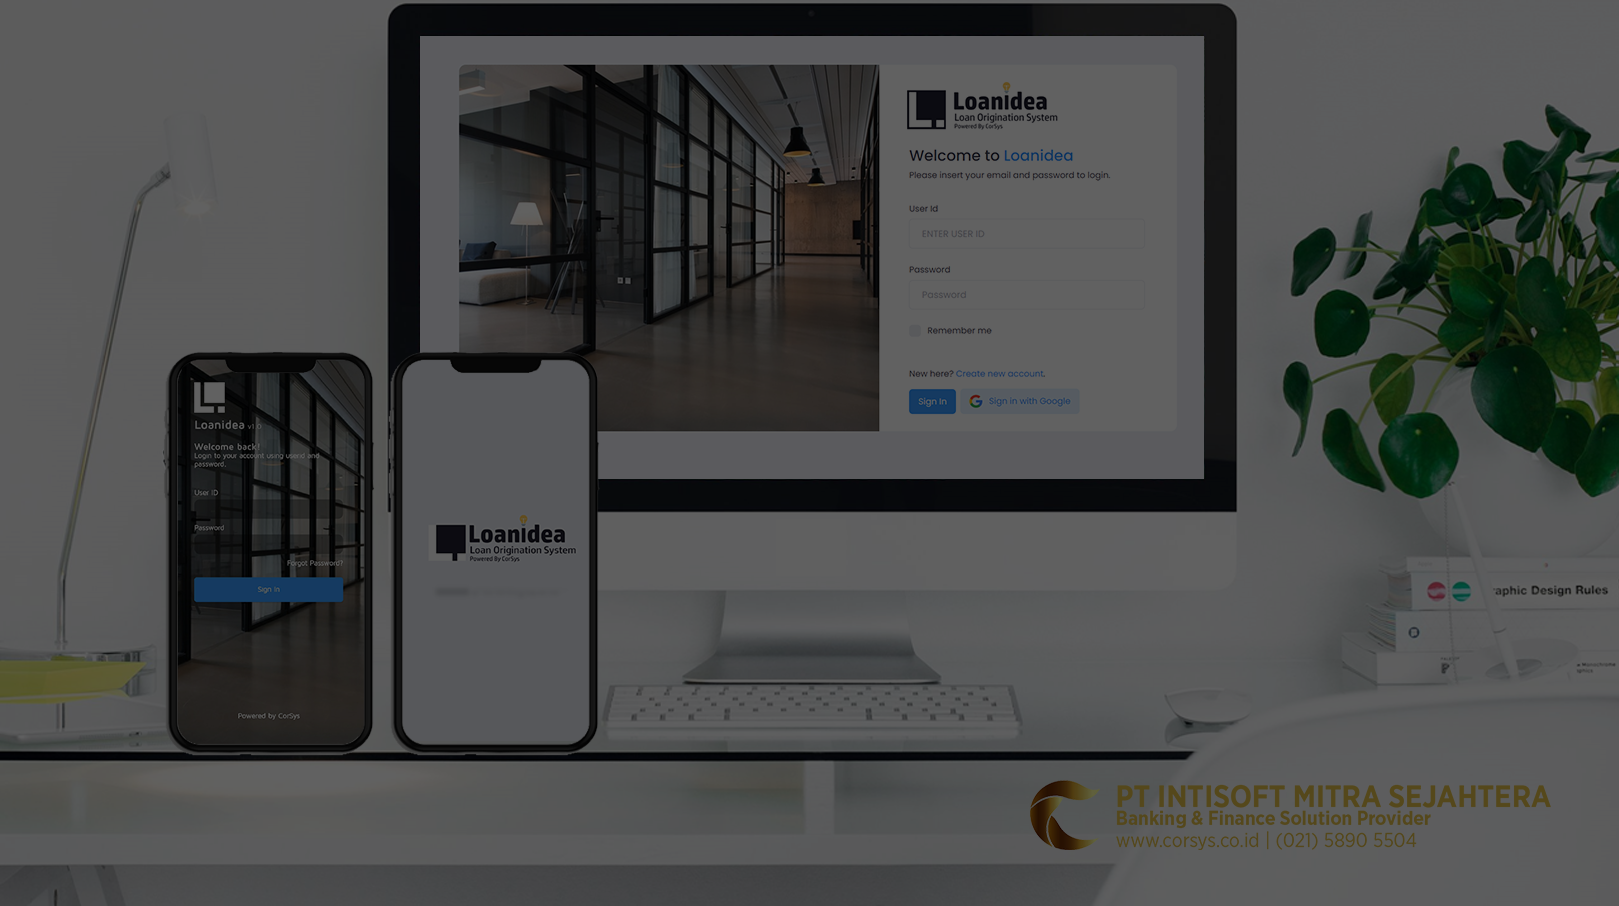 Loanidea
Loan Origination System
Powered By CorSys
Welcome to Loanidea
Please insert your email and password to login.
User Id
ENTER USER ID
Password
Password
Remember me
New here? Create new account.
Sign In
Sign in with Google
Loanidea v1.0
Welcome back!
Login to your account using userid and
password.
User ID
Password
Forgot Password?
Sign In
Powered by CorSys
Loanidea
Loan Origination System
Powered By CorSys
raphic Design Rules
PT INTISOFT MITRA SEJAHTERA
Banking & Finance Solution Provider
www.corsys.co.id | (021) 5890 5504